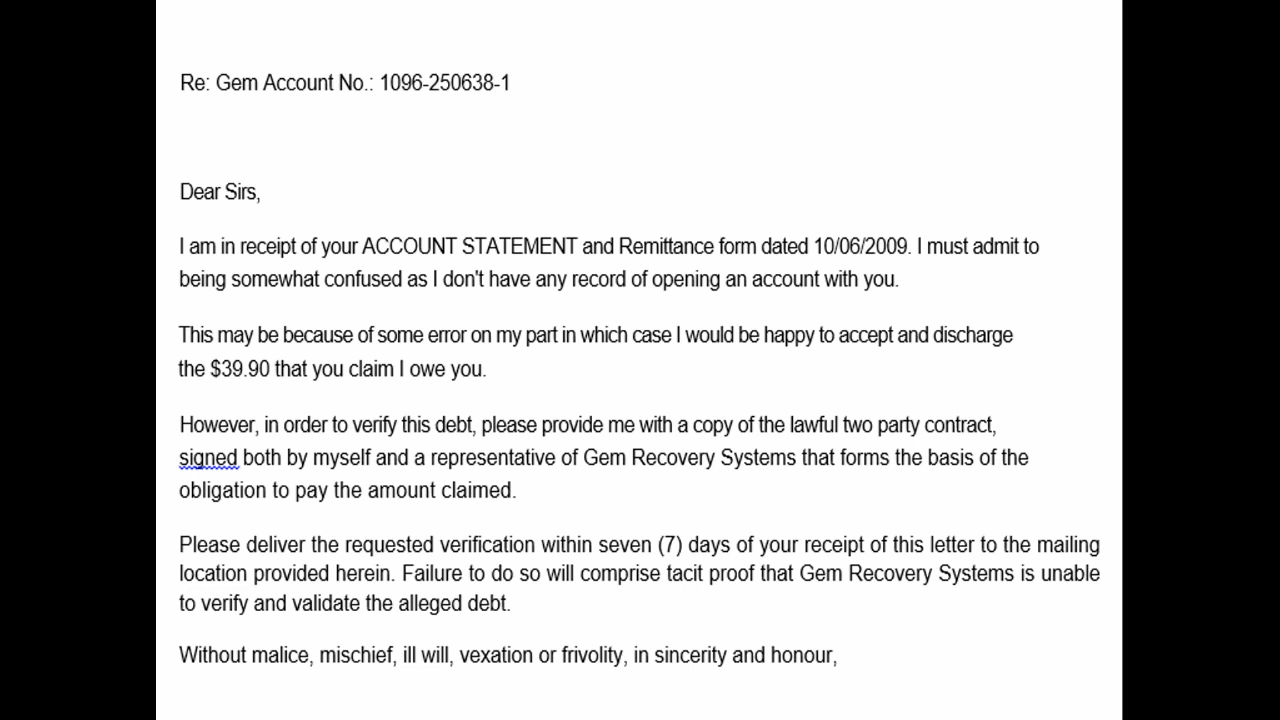 Re: Gem Account No.: 1096-250638-1
Dear Sirs,
I am in receipt of your ACCOUNT STATEMENT and Remittance form dated 10/06/2009. I must admit to
being somewhat confused as I don't have any record of opening an account with you.
This may be because of some error on my part in which case I would be happy to accept and discharge
the $39.90 that you claim I owe you.
However, in order to verify this debt, please provide me with a copy of the lawful two party contract,
signed both by myself and a representative of Gem Recovery Systems that forms the basis of the
obligation to pay the amount claimed.
Please deliver the requested verification within seven (7) days of your receipt of this letter to the mailing
location provided herein. Failure to do so will comprise tacit proof that Gem Recovery Systems is unable
to verify and validate the alleged debt.
Without malice, mischief, ill will, vexation or frivolity, in sincerity and honour,